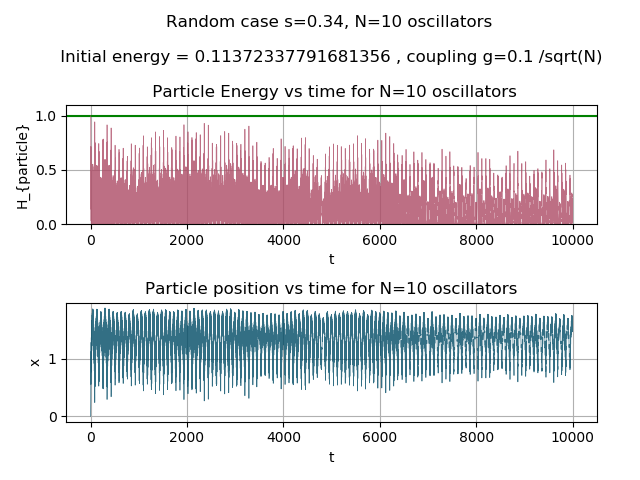 Random case s=0.34, N=10 oscillators
Initial energy = 0.11372337791681356 , coupling g=0.1 /sqrt(N)
Particle Energy vs time for N=10 oscillators
1.0
0.5
0.0
H_{particle}
0
2000
4000
6000
8000
10000
t
Particle position vs time for N=10 oscillators
1
0
x
0
2000
4000
6000
8000
10000
t